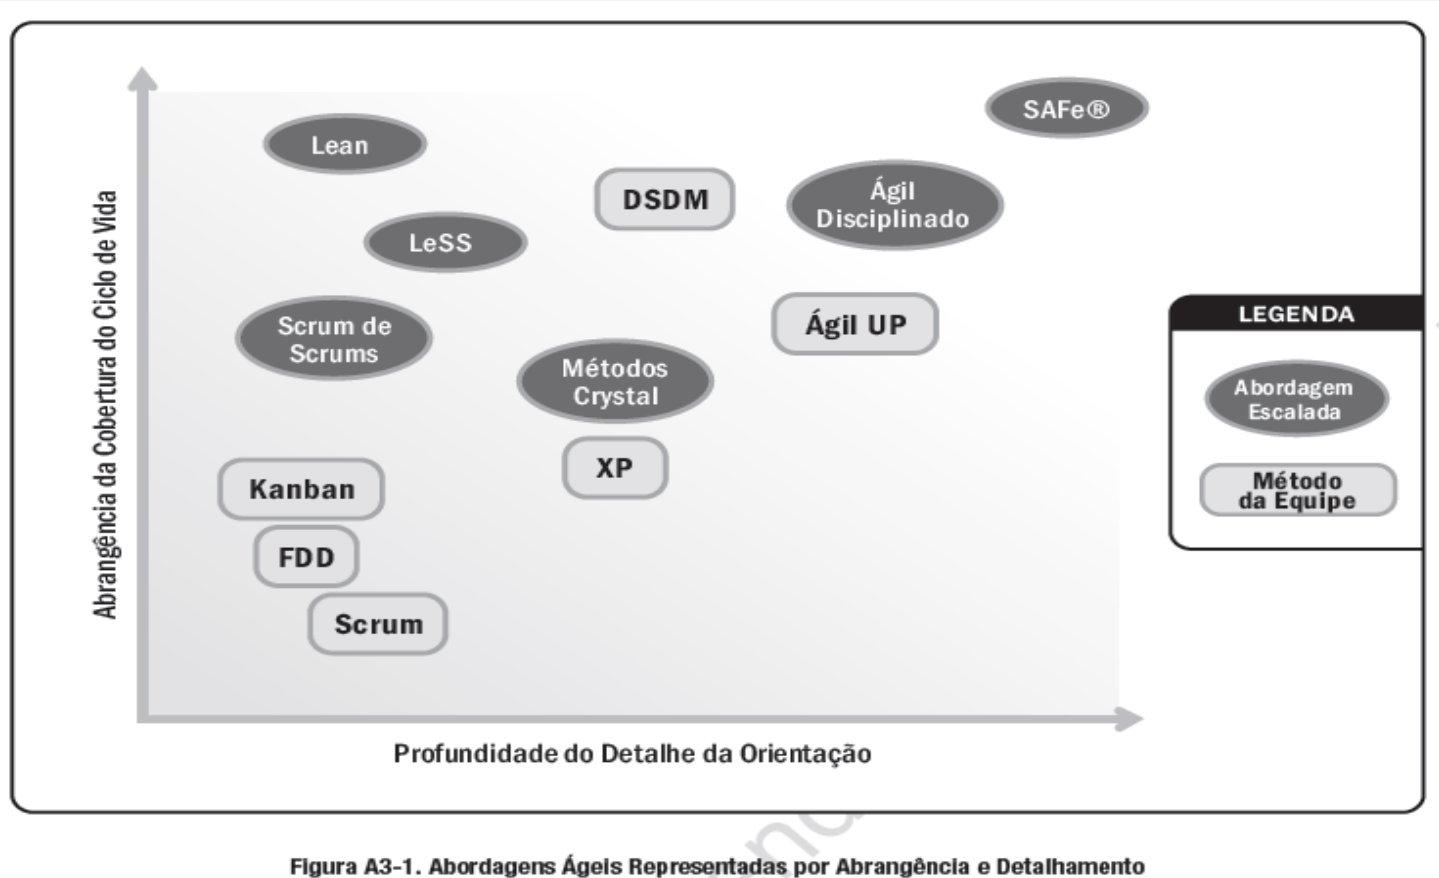 SAFe®
Lean
Ágil
Disciplinado
DSDM
LeSS
Scrum de
Scrums
Ágil UP
Métodos
Crystal
XP
Kanban
FDD
Scrum
Abrangência da Cobertura do Ciclo de Vida
Profundidade do Detalhe da Orientação
LEGENDA
Abordagem
Escalada
Método
da Equipe
Figura A3-1. Abordagens Ágeis Representadas por Abrangência e Detalhamento